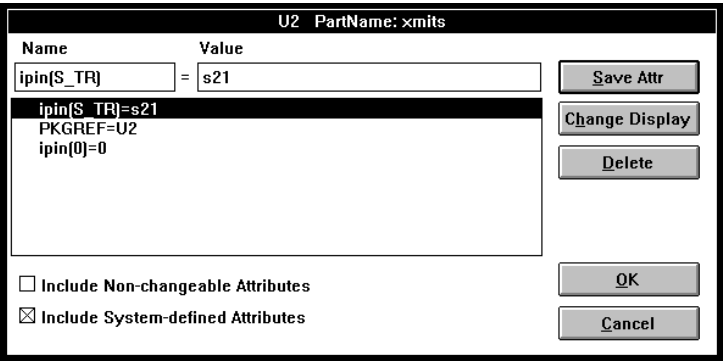 U2 PartName: xmits
Name Value
ipin(S_TR) = s21
Save Attr
ipin(S_TR)=s21
PKGREF=U2
ipin(0)=0
Change Display
Delete
Include Non-changeable Attributes
Include System-defined Attributes
OK
Cancel